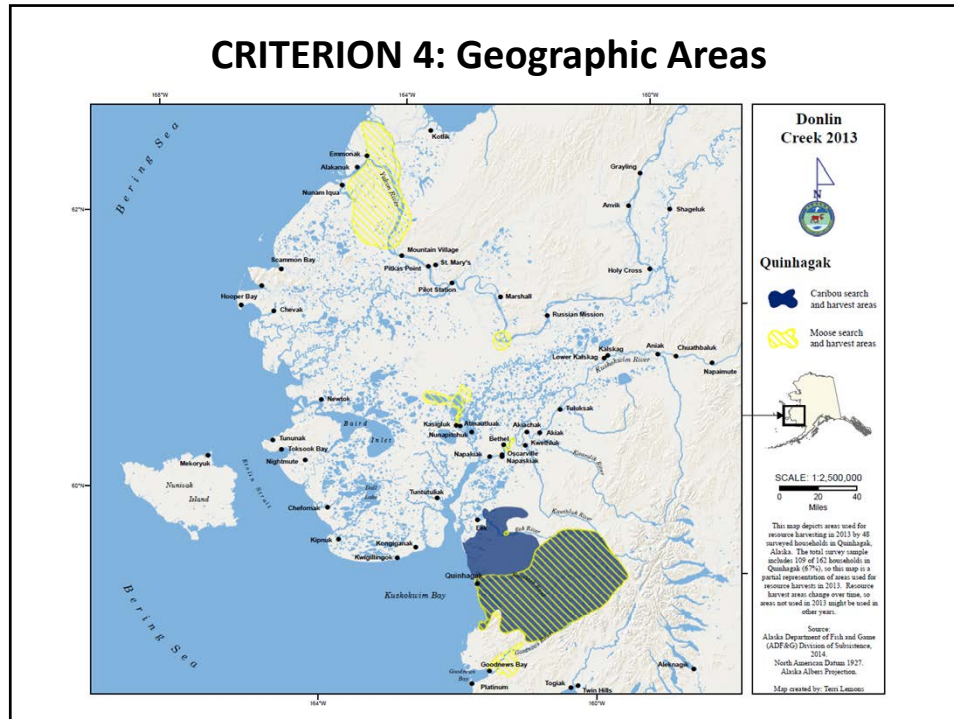 CRITERION 4: Geographic Areas
168°W
164°W
160°W
Bering Sea
Kotlik
Emmonak
Alakanuk
Nunam Iqua
Yukon River
Grayling
Anvik
Shageluk
62°N
62°N
Mountain Village
Pitkas Point
St. Mary's
Scammon Bay
Pilot Station
Holy Cross
Hooper Bay
Marshall
Chevak
Russian Mission
Kalskag
Aniak
Chuathbaluk
Lower Kalskag
Kuskokwim River
Napaimute
Newtok
Baird
Inlet
Kasigluk
Atmautluak
Nunapitchuk
Tuluksak
Akiachak
Akiak
Bethel
Kwethluk
Tununak
Toksook Bay
Nightmute
Napakiak
Oscarville
Napaskiak
Mekoryuk
Nunivak
Island
60°N
Tuntutuliak
Kwethluk River
Chefornak
Eek
Eek River
Kipnuk
Kongiganak
Kwigillingok
Quinhagak
Kuskokwim Bay
Bering Sea
Goodnews
Goodnews Bay
Goodnews
Bay
Platinum
Togiak
Twin Hills
Aleknagik
164°W
160°W
Donlin
Creek 2013
N
Quinhagak
Caribou search
and harvest areas
Moose search
and harvest areas
SCALE: 1:2,500,000
0 20 40
Miles
This map depicts areas used for
resource harvesting in 2013 by 48
surveyed households in Quinhagak,
Alaska. The total survey sample
includes 109 of 162 households in
Quinhagak (67%), so this map is a
partial representation of areas used for
resource harvests in 2013. Resource
harvest areas change over time, so
areas not used in 2013 might be used in
other years.
Source:
Alaska Department of Fish and Game
(ADF&G) Division of Subsistence,
2014.
North American Datum 1927.
Alaska Albers Projection.
Map created by: Terri Lemons